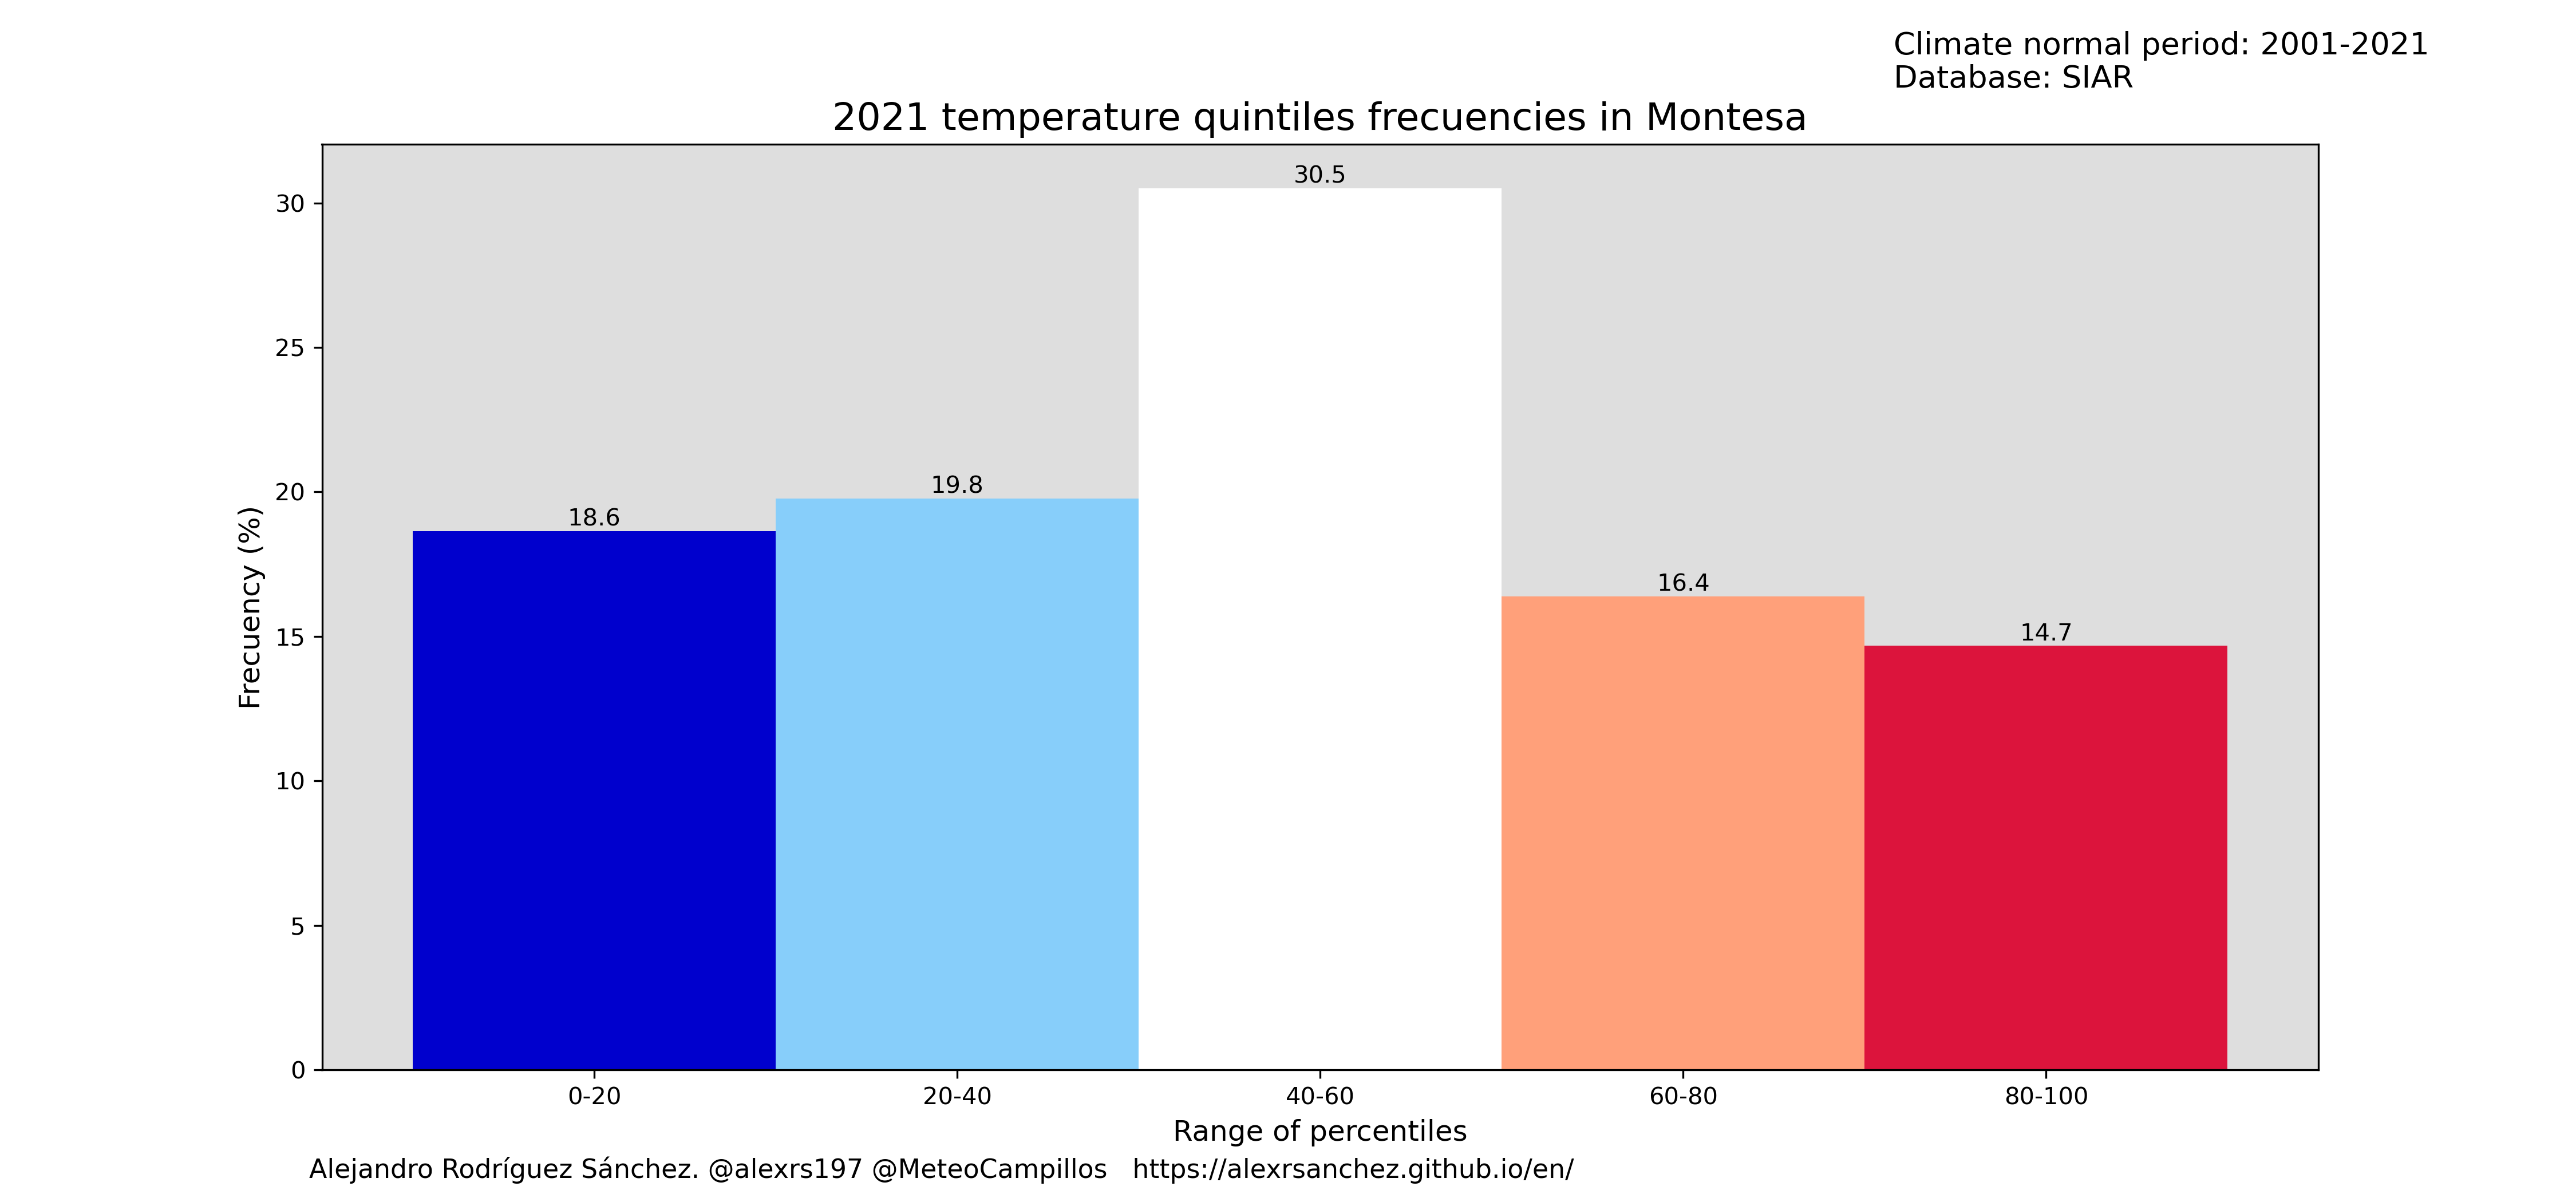 Climate normal period: 2001-2021
Database: SIAR
2021 temperature quintiles frecuencies in Montesa
30.5
30
25
19.8
20
18.6
16.4
15
14.7
10
5
0
Frecuency (%)
0-20 20-40 40-60 60-80 80-100
Range of percentiles
Alejandro Rodríguez Sánchez. @alexrs197 @MeteoCampillos https://alexrsanchez.github.io/en/